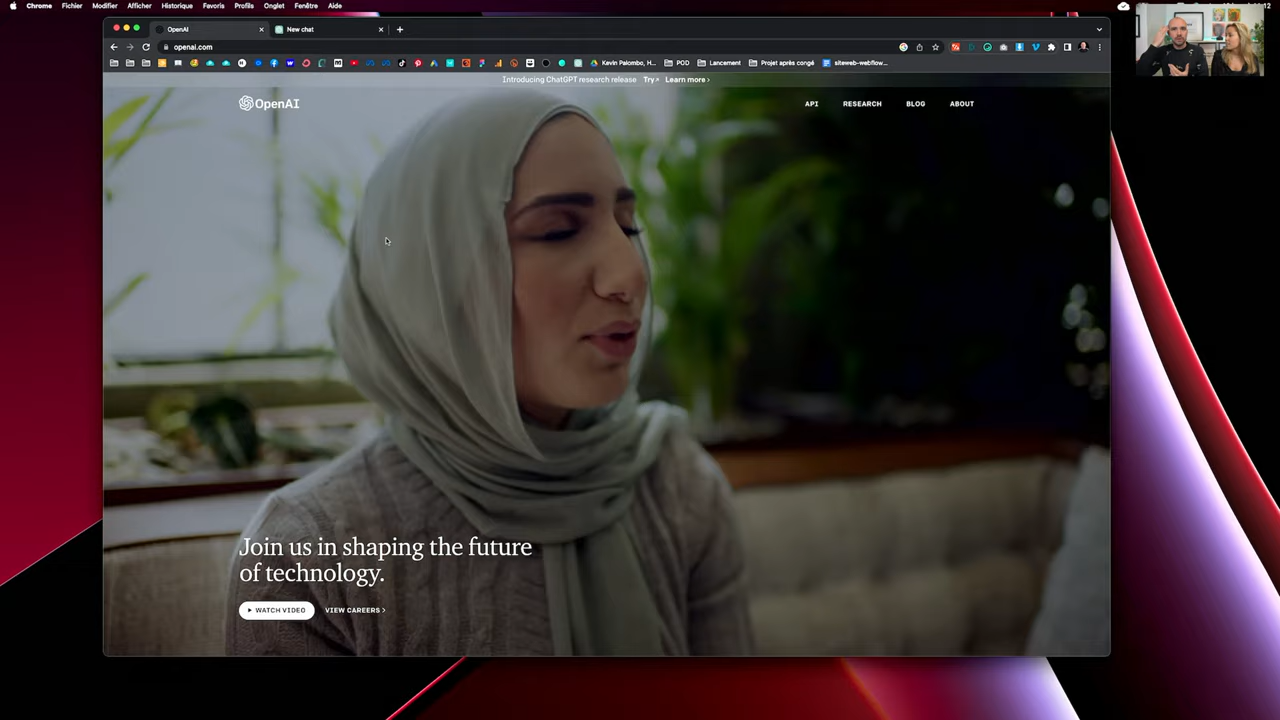 Chrome Fichier Modifier Afficher Historique Favoris Profils Onglet Fenêtre Aide
OpenAI New chat
openai.com
Kevin Palombo, H... POD Lancement Projet après congé siteweb-webflow...
Introducing ChatGPT research release Try Learn more
OpenAI API RESEARCH BLOG ABOUT
Join us in shaping the future
of technology.
WATCH VIDEO VIEW CAREERS